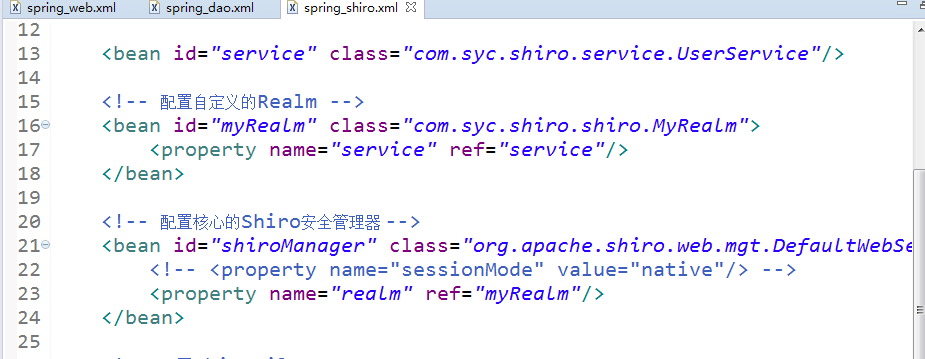 spring_web.xml spring_dao.xml spring_shiro.xml
12
13 <bean id="service" class="com.syc.shiro.service.UserService"/>
14
15 <!-- 配置自定义的Realm -->
16 <bean id="myRealm" class="com.syc.shiro.shiro.MyRealm">
17 <property name="service" ref="service"/>
18 </bean>
19
20 <!-- 配置核心的Shiro安全管理器 -->
21 <bean id="shiroManager" class="org.apache.shiro.web.mgt.DefaultWebSe
22 <!-- <property name="sessionMode" value="native"/> -->
23 <property name="realm" ref="myRealm"/>
24 </bean>
25